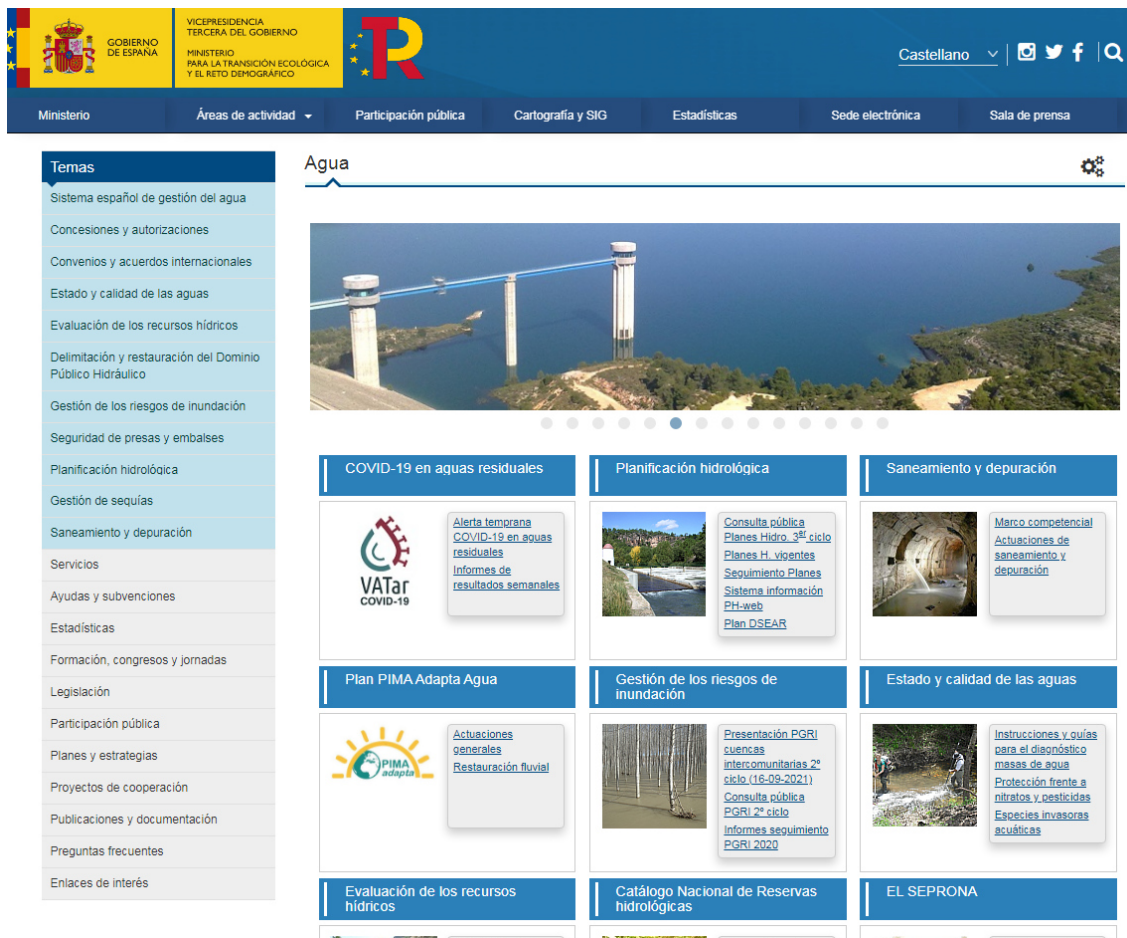 GOBIERNO
DE ESPAÑA
VICEPRESIDENCIA
TERCERA DEL GOBIERNO
MINISTERIO
PARA LA TRANSICIÓN ECOLÓGICA
Y EL RETO DEMOGRÁFICO
Castellano
Ministerio
Áreas de actividad
Participación pública
Cartografía y SIG
Estadísticas
Sede electrónica
Sala de prensa
Temas
Sistema español de gestión del agua
Concesiones y autorizaciones
Convenios y acuerdos internacionales
Estado y calidad de las aguas
Evaluación de los recursos hídricos
Delimitación y restauración del Dominio
Público Hidráulico
Gestión de los riesgos de inundación
Seguridad de presas y embalses
Planificación hidrológica
Gestión de sequías
Saneamiento y depuración
Servicios
Ayudas y subvenciones
Estadísticas
Formación, congresos y jornadas
Legislación
Participación pública
Planes y estrategias
Proyectos de cooperación
Publicaciones y documentación
Preguntas frecuentes
Enlaces de interés
Agua
COVID-19 en aguas residuales
VATar
COVID-19
Alerta temprana
COVID-19 en aguas
residuales
Informes de
resultados semanales
Planificación hidrológica
Consulta pública
Planes Hidro. 3er ciclo
Planes H. vigentes
Seguimiento Planes
Sistema información
PH-web
Plan DSEAR
Saneamiento y depuración
Marco competencial
Actuaciones de
saneamiento y
depuración
Plan PIMA Adapta Agua
PIMA
adapta
Actuaciones
generales
Restauración fluvial
Gestión de los riesgos de
inundación
Presentación PGRI
cuencas
intercomunitarias 2º
ciclo (16-09-2021)
Consulta pública
PGRI 2º ciclo
Informes seguimiento
PGRI 2020
Estado y calidad de las aguas
Instrucciones y guías
para el diagnóstico
masas de agua
Protección frente a
nitratos y pesticidas
Especies invasoras
acuáticas
Evaluación de los recursos
hídricos
Catálogo Nacional de Reservas
hidrológicas
EL SEPRONA